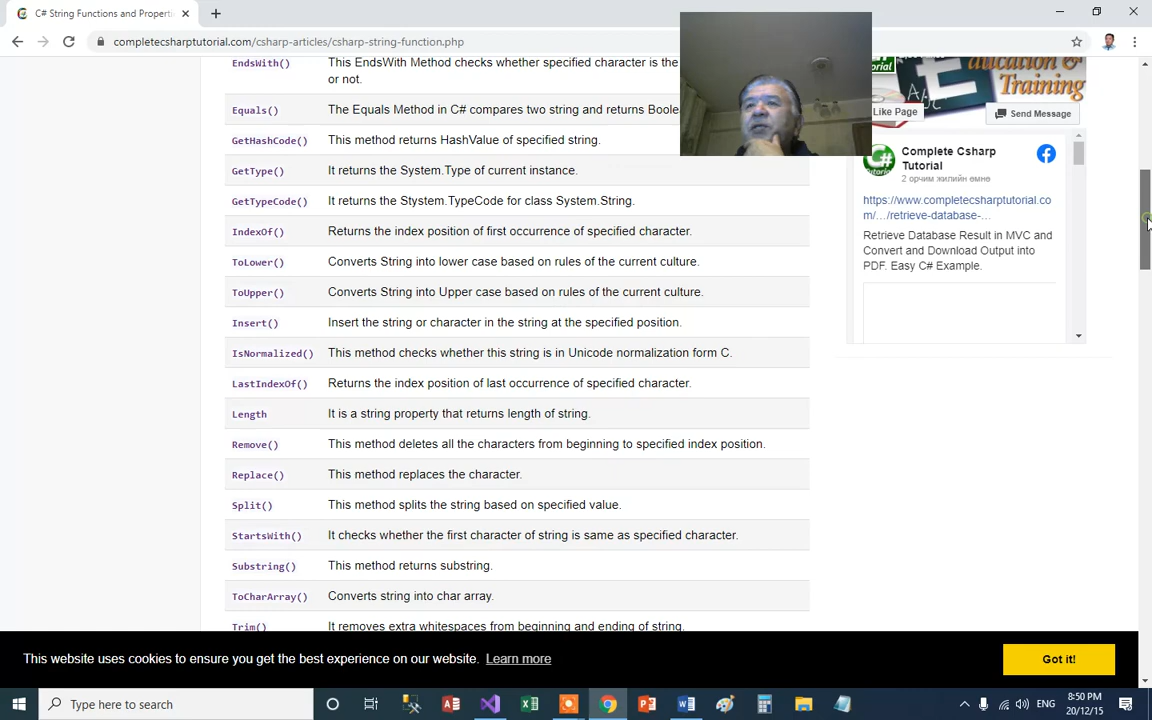 C# String Functions and Properti
completecsharptutorial.com/csharp-articles/csharp-string-function.php
EndsWith() This EndsWith Method checks whether specified character is the
or not.
Equals() The Equals Method in C# compares two string and returns Boole
GetHashCode() This method returns HashValue of specified string.
GetType() It returns the System.Type of current instance.
GetTypeCode() It returns the Stystem.TypeCode for class System.String.
IndexOf() Returns the index position of first occurrence of specified character.
ToLower() Converts String into lower case based on rules of the current culture.
ToUpper() Converts String into Upper case based on rules of the current culture.
Insert() Insert the string or character in the string at the specified position.
IsNormalized() This method checks whether this string is in Unicode normalization form C.
LastIndexOf() Returns the index position of last occurrence of specified character.
Length It is a string property that returns length of string.
Remove() This method deletes all the characters from beginning to specified index position.
Replace() This method replaces the character.
Split() This method splits the string based on specified value.
StartsWith() It checks whether the first character of string is same as specified character.
Substring() This method returns substring.
ToCharArray() Converts string into char array.
Trim() It removes extra whitespaces from beginning and ending of string.
Training
Like Page
Send Message
Complete Csharp
Tutorial
2 орчим жилийн өмнө
https://www.completecsharptutorial.co
m/…/retrieve-database-…
Retrieve Database Result in MVC and
Convert and Download Output into
PDF. Easy C# Example.
This website uses cookies to ensure you get the best experience on our website. Learn more
Got it!
Type here to search
ENG
8:50 PM
20/12/15